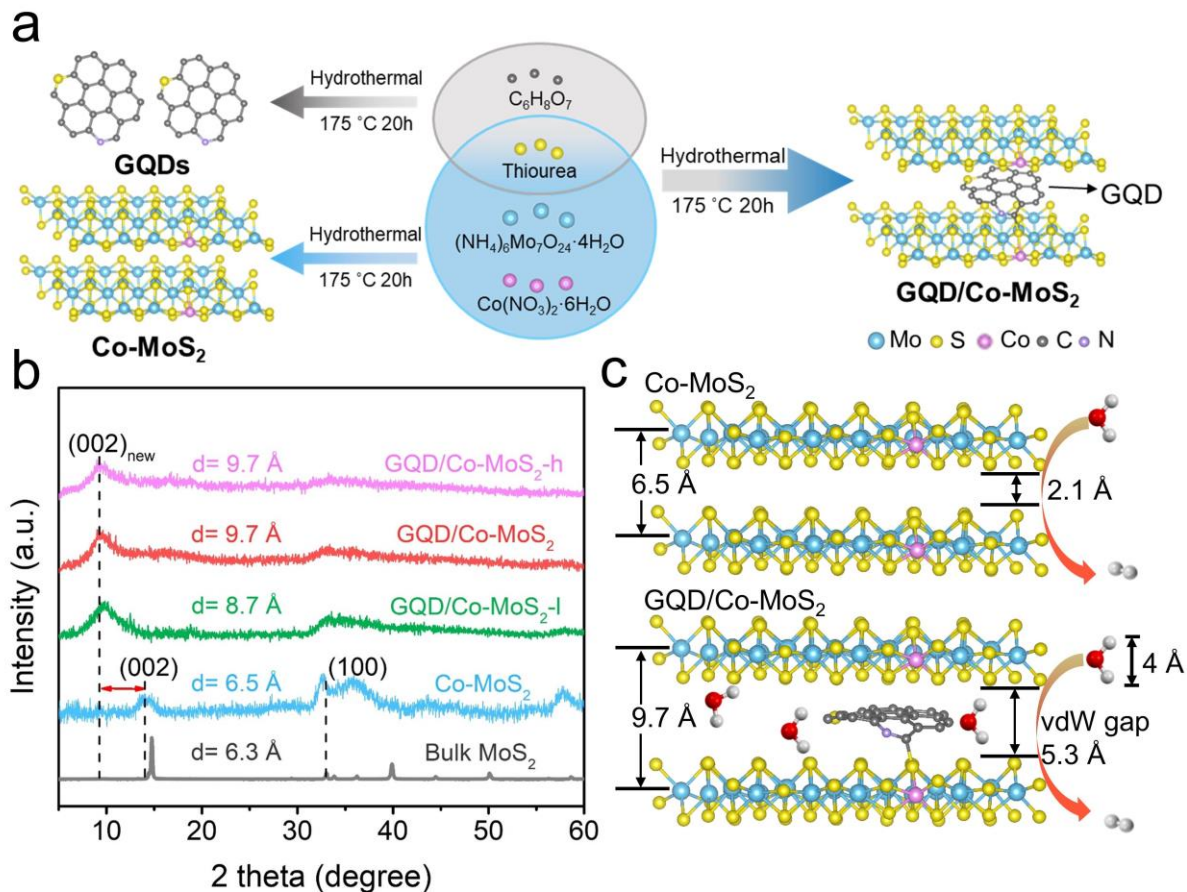 a
Hydrothermal
175 °C 20h
GQDs
C₆H₈O₇
Thiourea
(NH₄)₆Mo₇O₂₄·4H₂O
Co(NO₃)₂·6H₂O
Hydrothermal
175 °C 20h
Co-MoS₂
Hydrothermal
175 °C 20h
GQD
GQD/Co-MoS₂
Mo S Co C N
b
Intensity (a.u.)
(002)new
d= 9.7 Å GQD/Co-MoS₂-h
d= 9.7 Å GQD/Co-MoS₂
d= 8.7 Å GQD/Co-MoS₂-l
(002) (100)
d= 6.5 Å Co-MoS₂
d= 6.3 Å Bulk MoS₂
10 20 30 40 50 60
2 theta (degree)
c
Co-MoS₂
6.5 Å
2.1 Å
GQD/Co-MoS₂
4 Å
9.7 Å
vdW gap
5.3 Å